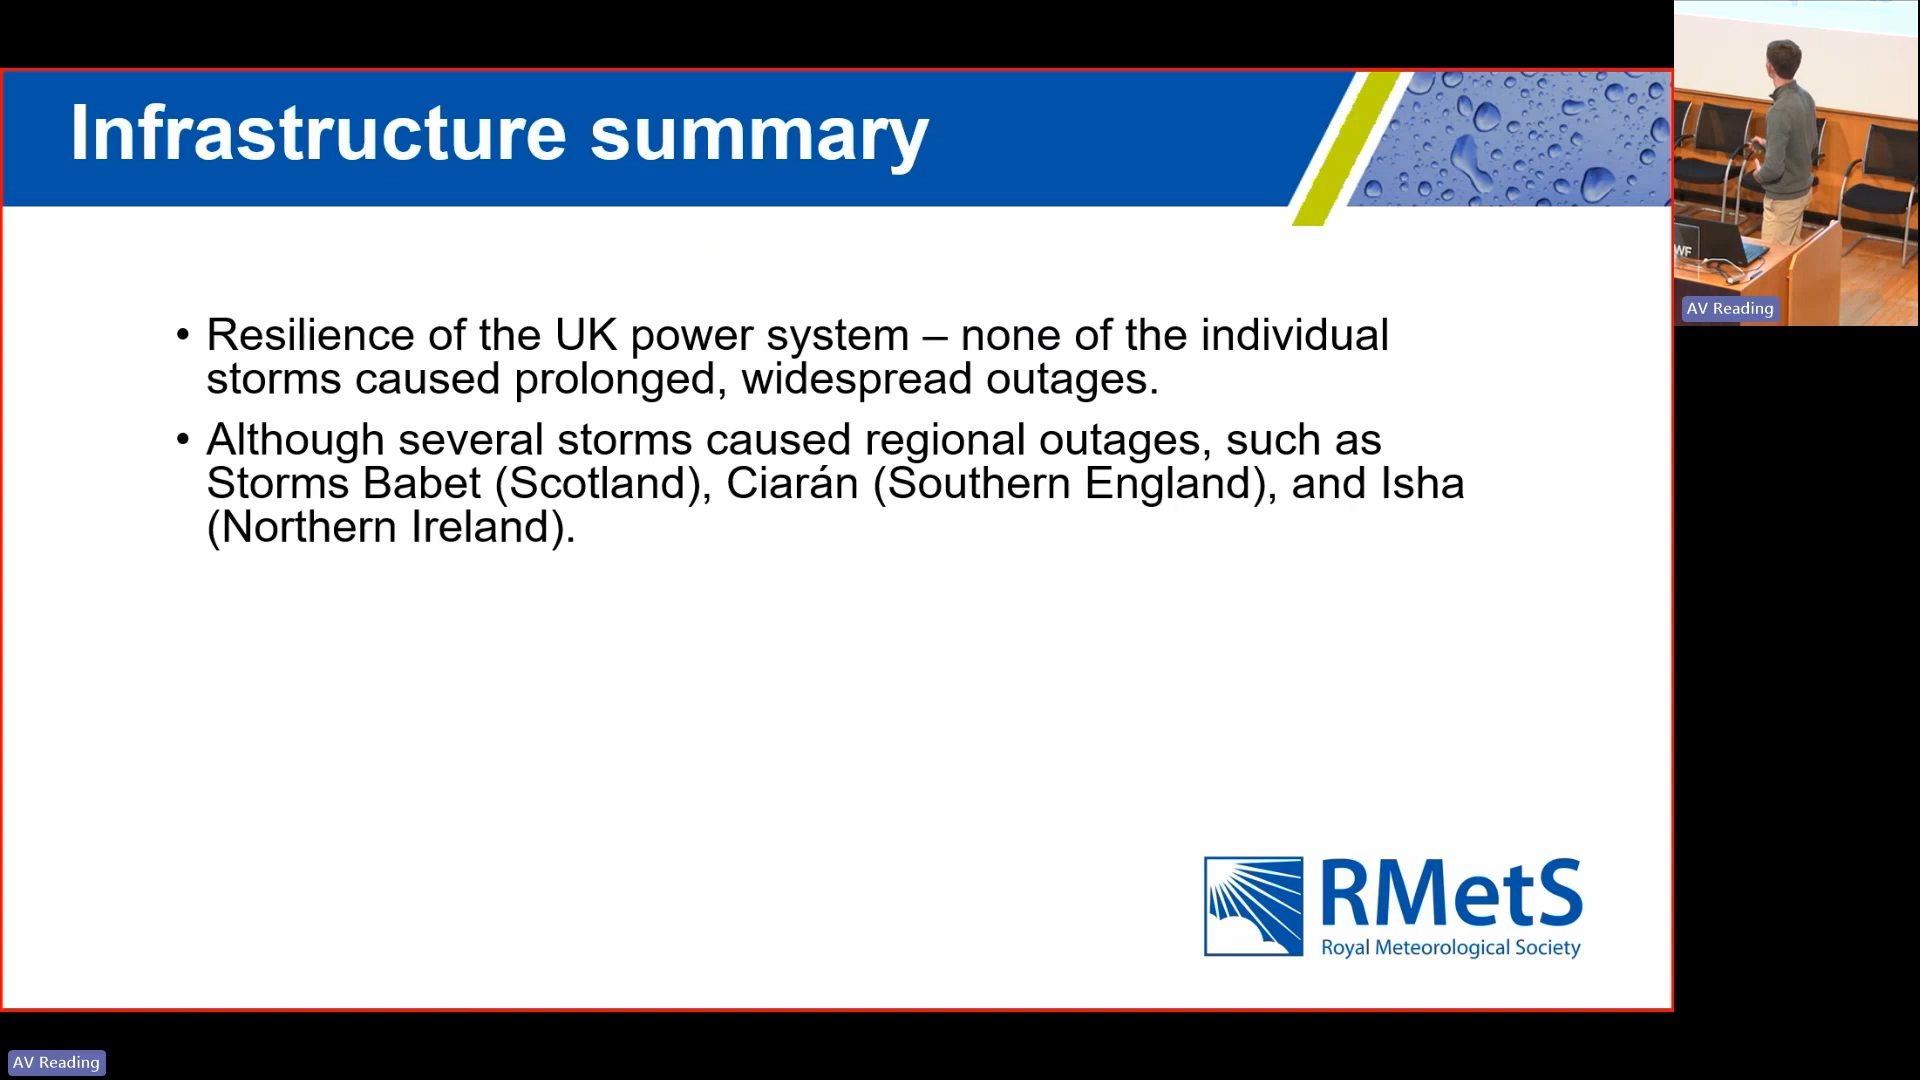 Infrastructure summary
• Resilience of the UK power system – none of the individual
storms caused prolonged, widespread outages.
• Although several storms caused regional outages, such as
Storms Babet (Scotland), Ciarán (Southern England), and Isha
(Northern Ireland).
RMetS
Royal Meteorological Society
WF
AV Reading
AV Reading